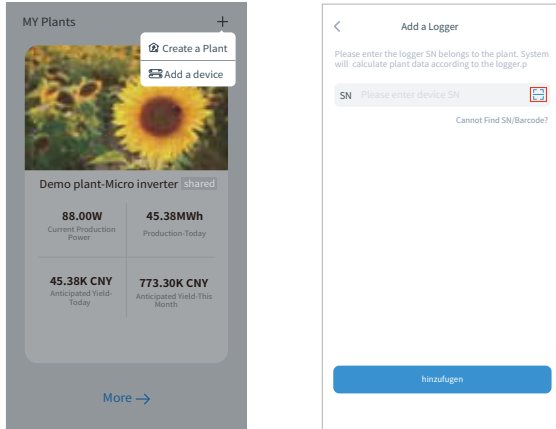 MY Plants
Create a Plant
Add a device
Demo plant-Micro inverter shared
88.00W
Current Production
Power
45.38MWh
Production-Today
45.38K CNY
Anticipated Yield-
Today
773.30K CNY
Anticipated Yield-This
Month
More
Add a Logger
Please enter the logger SN belongs to the plant. System
will calculate plant data according to the logger.p
SN Please enter device SN
Cannot Find SN/Barcode?
hinzufugen